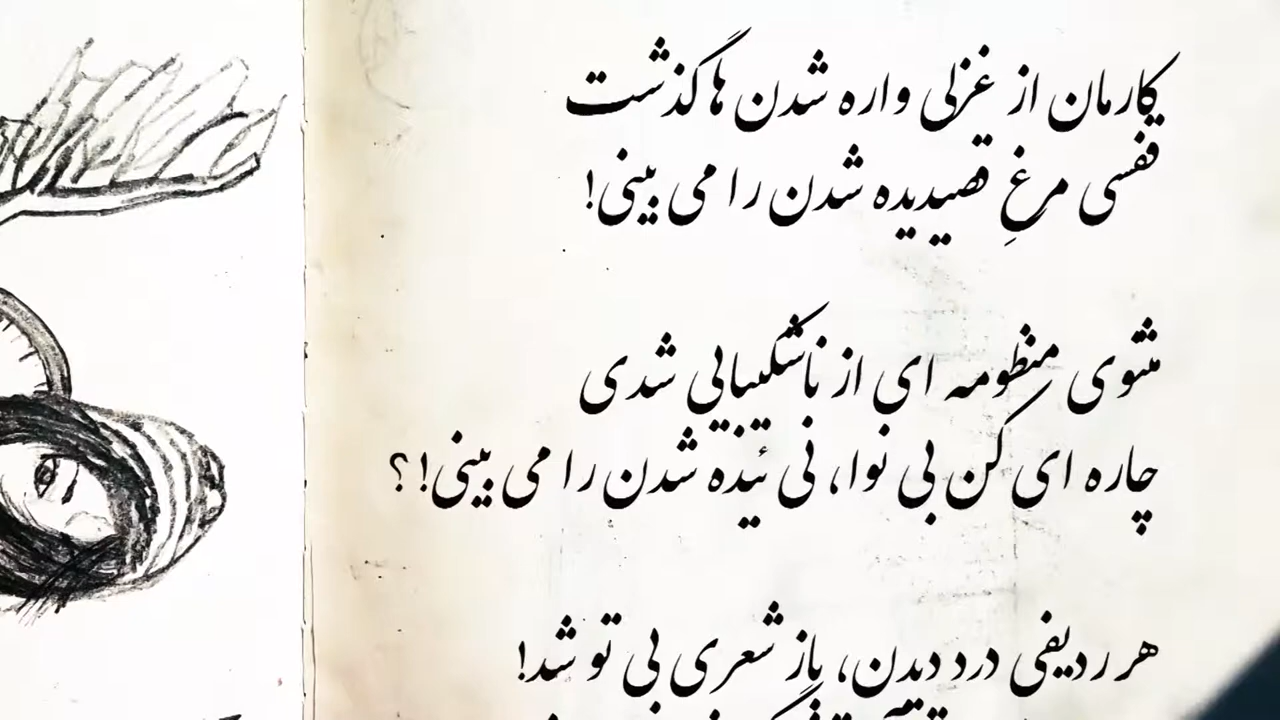 کارمان از غزلی واره شدن ها گذشت
قفسی مرغِ قصیدیده شدن را می بینی!
مثنوی منظومه ای از ناشکیبایی شدی
چاره ای کن بی نوا، نی ئیده شدن را می بینی!؟
هر ردیفی درد دیدن، باز شعری بی تو شد!